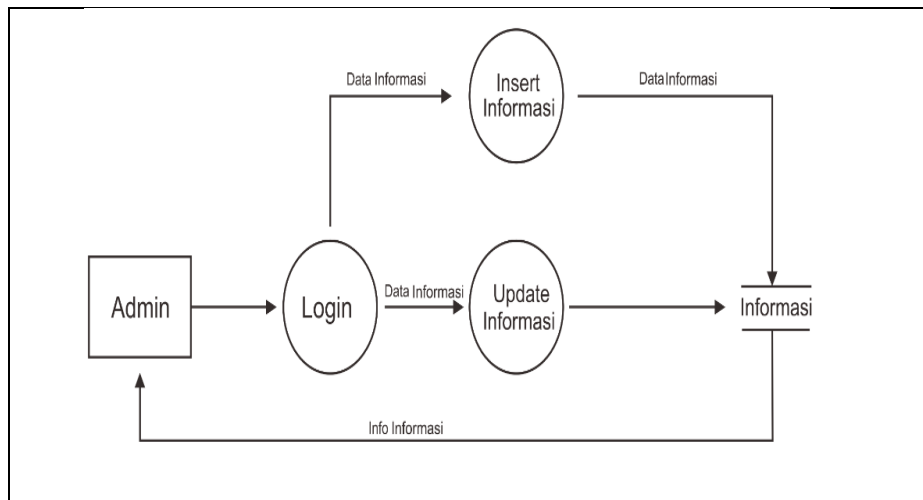 Data Informasi
Insert
Informasi
DataInformasi
Admin
Login
Data Informasi
Update
Informasi
Informasi
Info Informasi